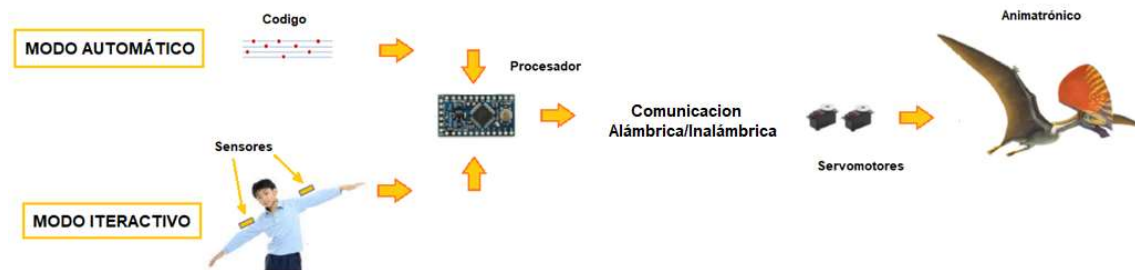 MODO AUTOMÁTICO
Codigo
Procesador
Comunicacion
Alámbrica/Inalámbrica
Servomotores
Animatrónico
Sensores
MODO ITERACTIVO